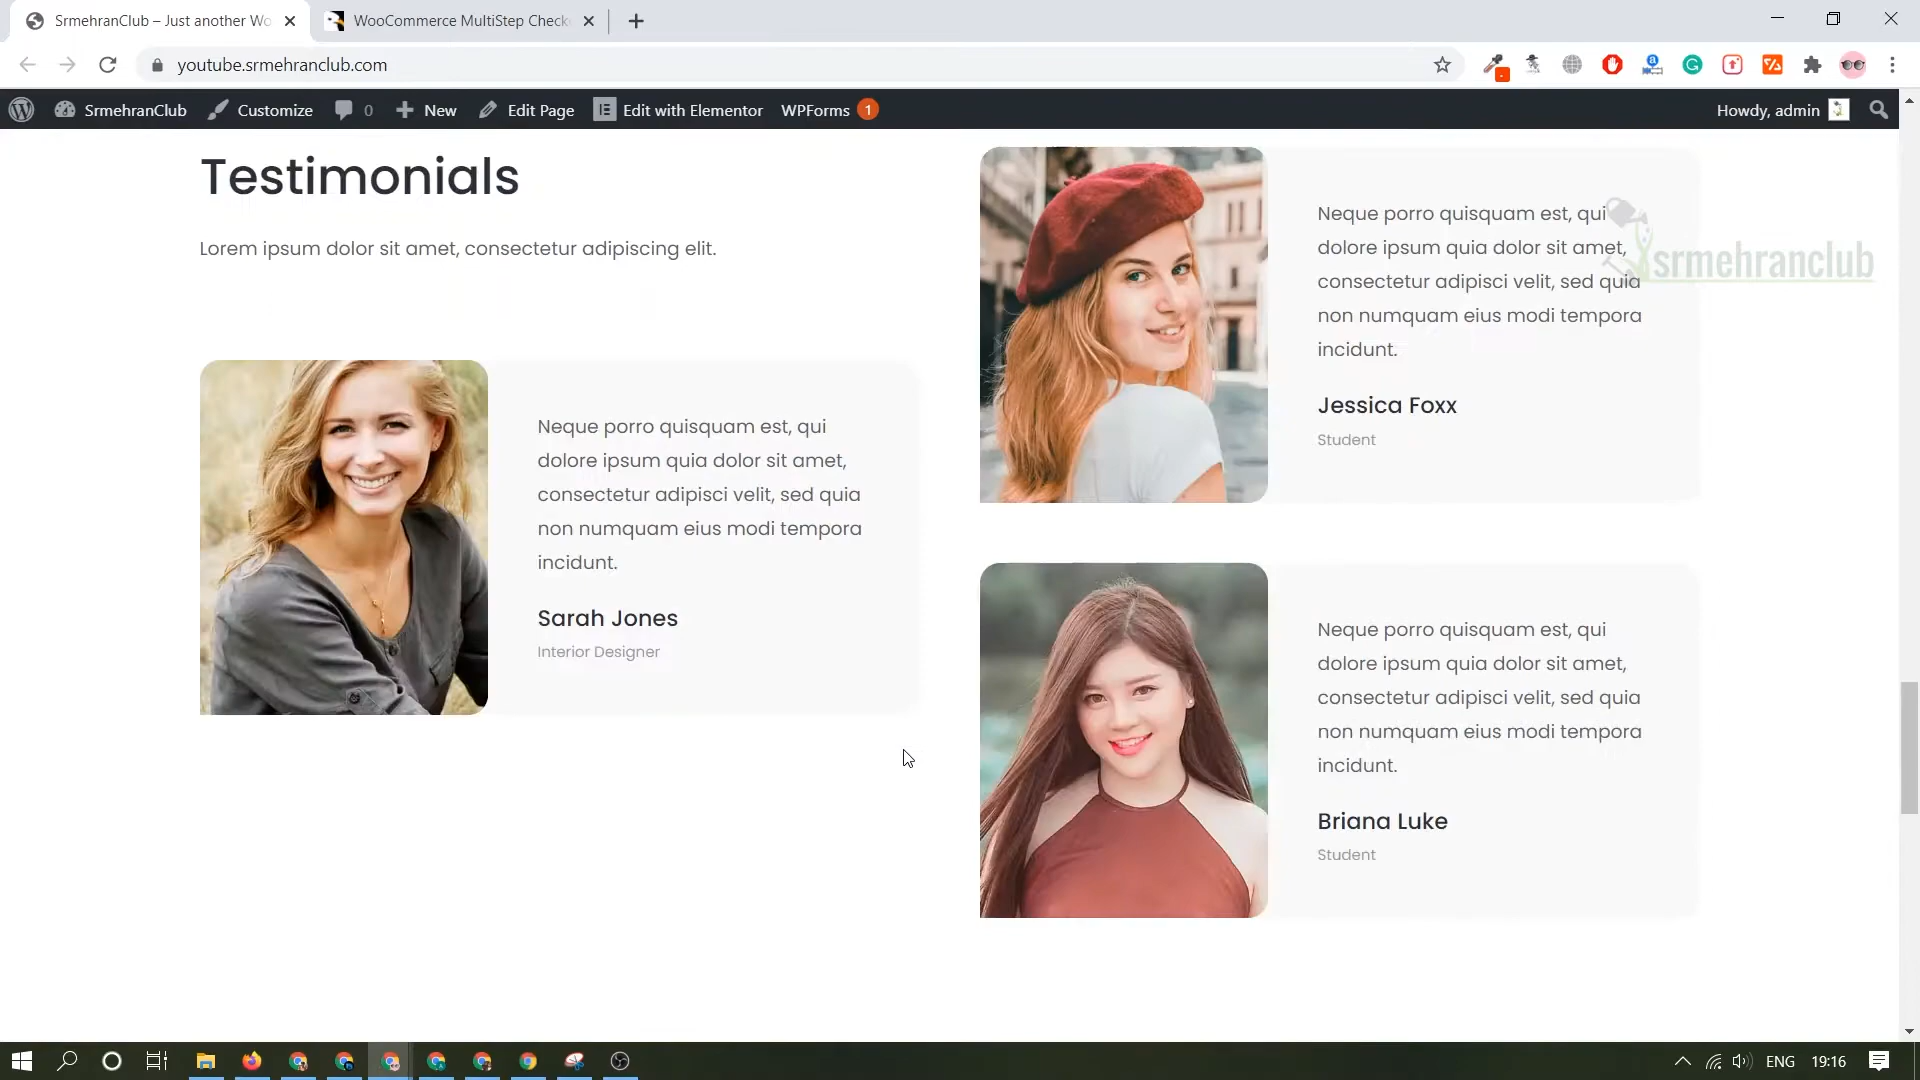 SrmehranClub – Just another Wo
WooCommerce MultiStep Check
youtube.srmehranclub.com
SrmehranClub
Customize
0
New
Edit Page
Edit with Elementor
WPForms
1
Howdy, admin
Testimonials
Lorem ipsum dolor sit amet, consectetur adipiscing elit.
Neque porro quisquam est, qui
dolore ipsum quia dolor sit amet,
consectetur adipisci velit, sed quia
non numquam eius modi tempora
incidunt.
Sarah Jones
Interior Designer
Neque porro quisquam est, qui
dolore ipsum quia dolor sit amet,
consectetur adipisci velit, sed quia
non numquam eius modi tempora
incidunt.
Jessica Foxx
Student
srmehranclub
Neque porro quisquam est, qui
dolore ipsum quia dolor sit amet,
consectetur adipisci velit, sed quia
non numquam eius modi tempora
incidunt.
Briana Luke
Student
ENG
19:16